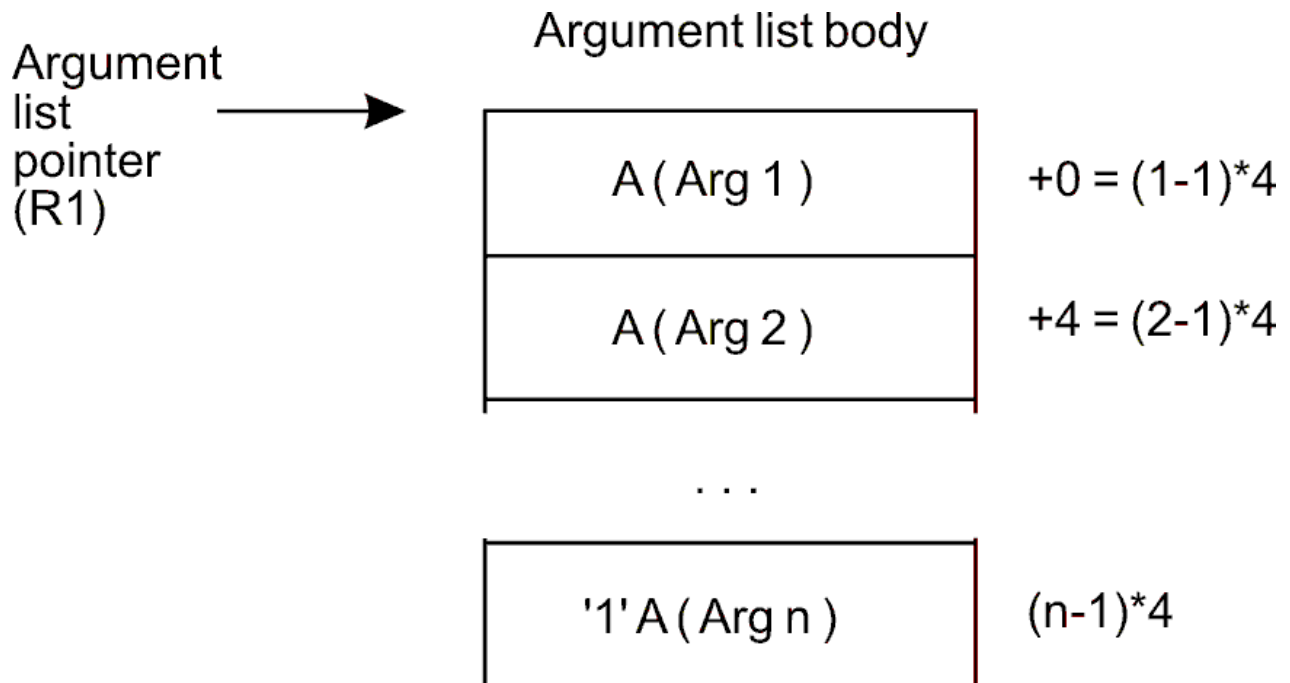 Argument list body
Argument
list
pointer
(R1)
A ( Arg 1 )
+0 = (1-1)*4
A ( Arg 2 )
+4 = (2-1)*4
. . .
'1' A ( Arg n )
(n-1)*4